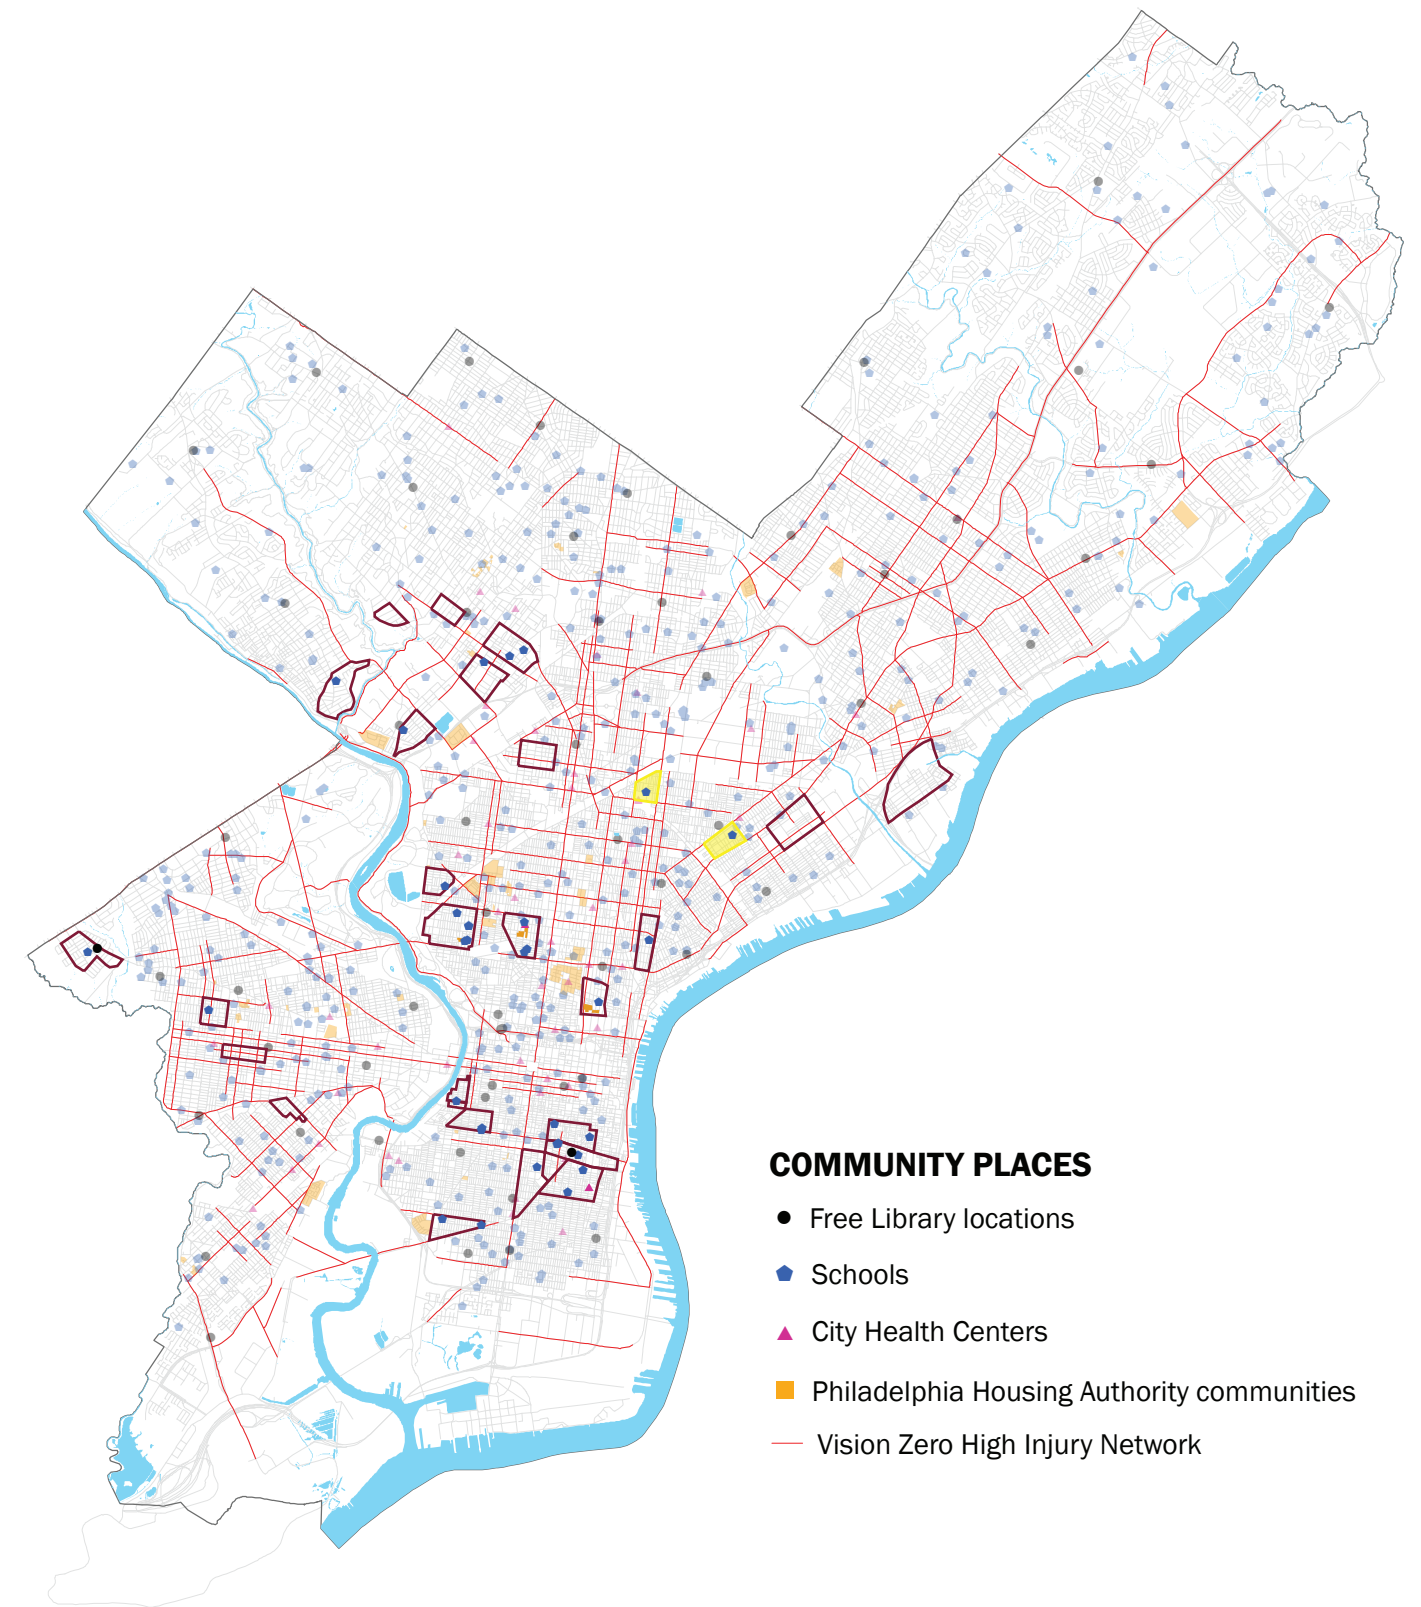 COMMUNITY PLACES
Free Library locations
Schools
City Health Centers
Philadelphia Housing Authority communities
Vision Zero High Injury Network